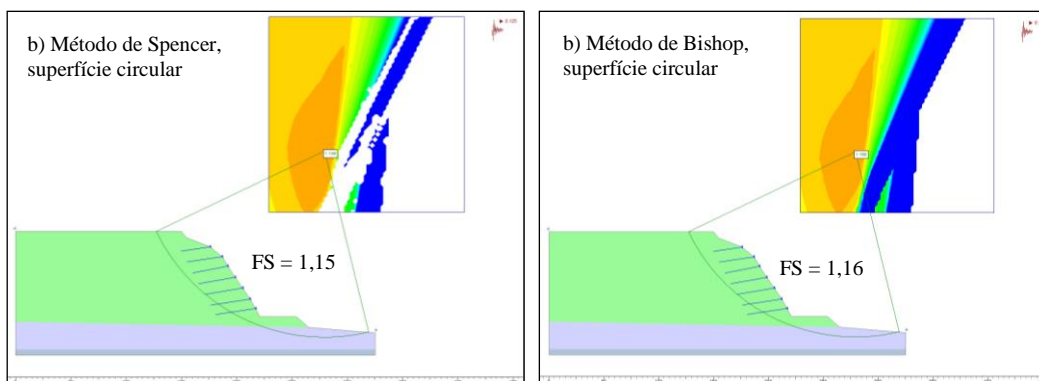 b) Método de Spencer,
superfície circular
FS = 1,15
b) Método de Bishop,
superfície circular
FS = 1,16